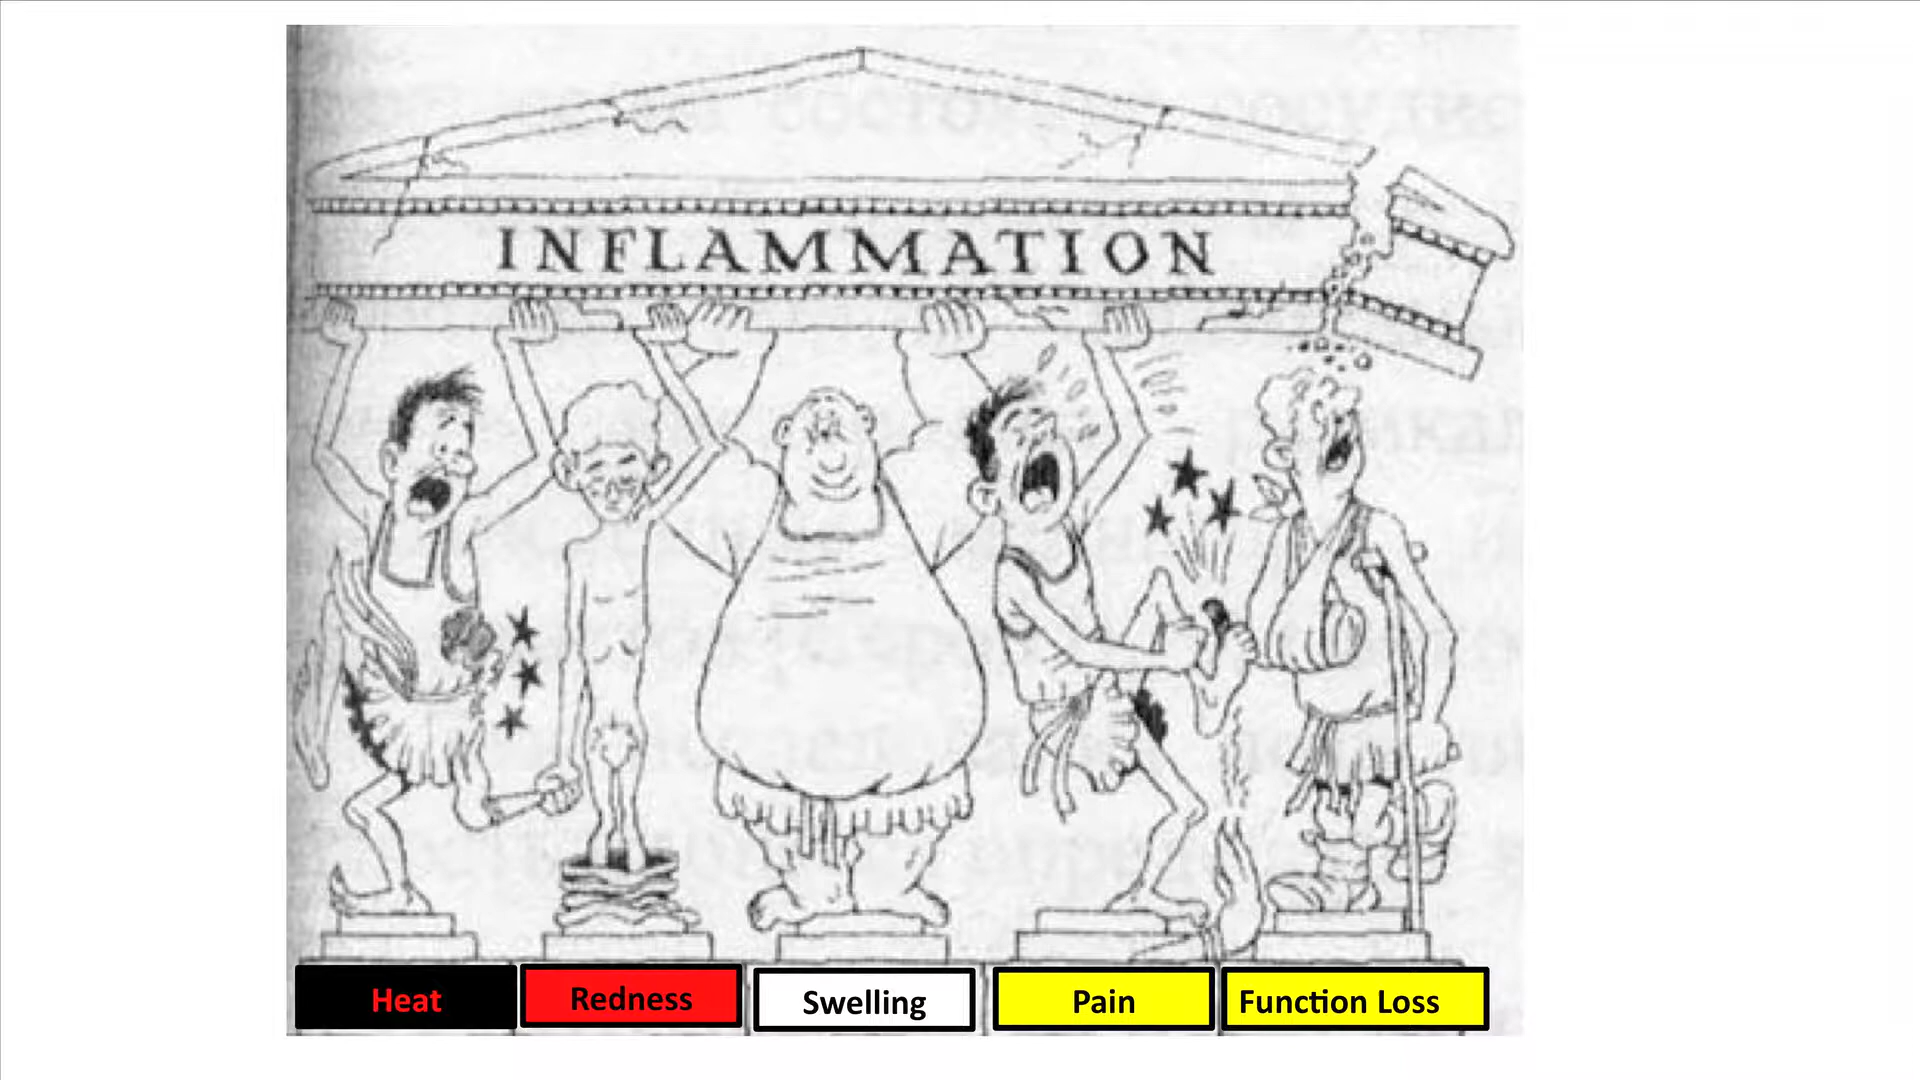 INFLAMMATION
Heat
Redness
Swelling
Pain
Function Loss